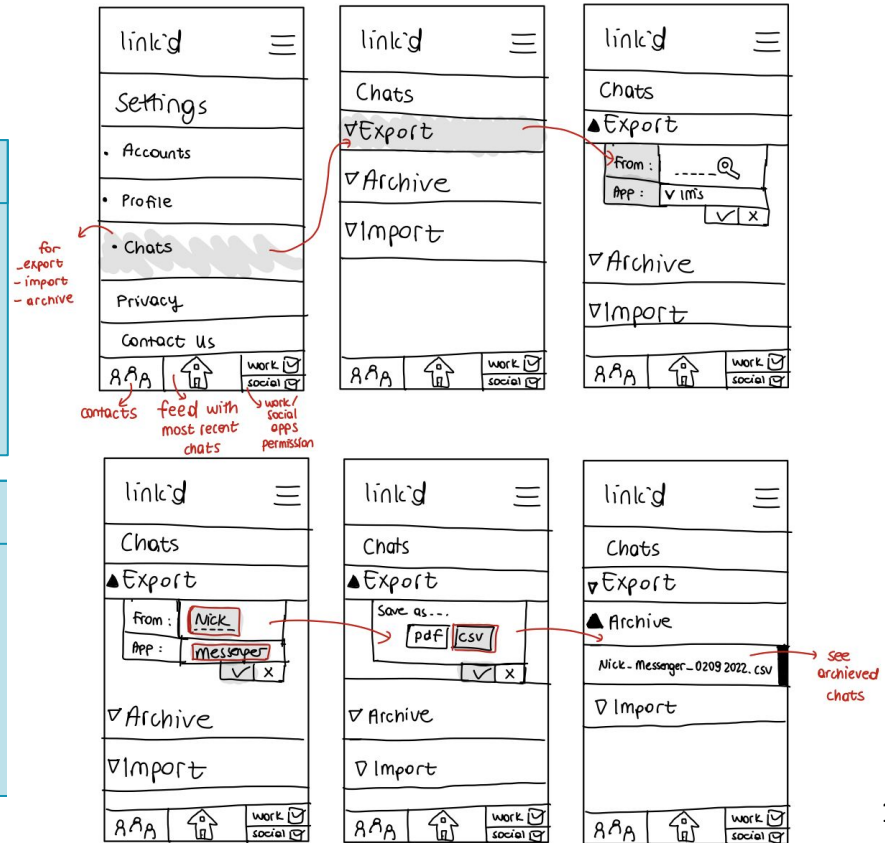 link'd
Settings
• Accounts
• Profile
• Chats
Privacy
Contact Us
work
social
for
- export
- import
- archive
contacts
feed with
most recent
chats
work/
social
apps
permission
link'd
Chats
Export
Archive
Import
work
social
link'd
Chats
Export
From :
App : v IM's
✓ x
Archive
Import
work
social
link'd
Chats
Export
From : Nick
App : Messenger
✓ x
Archive
Import
work
social
link'd
Chats
Export
Save as...
pdf csv
✓ x
Archive
Import
work
social
link'd
Chats
Export
Archive
Nick_Messenger_02092022.csv
Import
work
social
see
archieved
chats